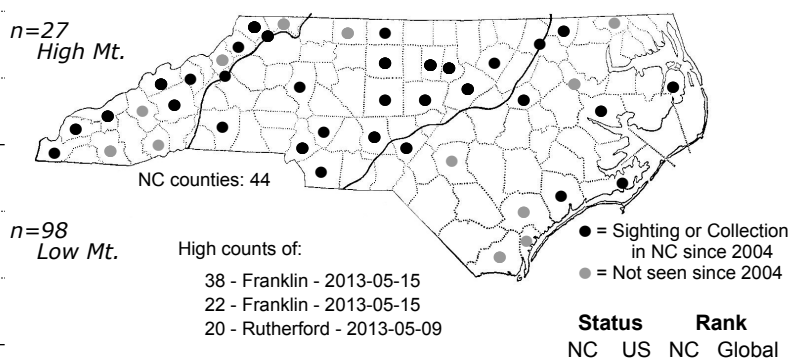 n=27
High Mt.
NC counties: 44
n=98
Low Mt.
High counts of:
38 - Franklin - 2013-05-15
22 - Franklin - 2013-05-15
20 - Rutherford - 2013-05-09
= Sighting or Collection
in NC since 2004
= Not seen since 2004
Status Rank
NC US NC Global